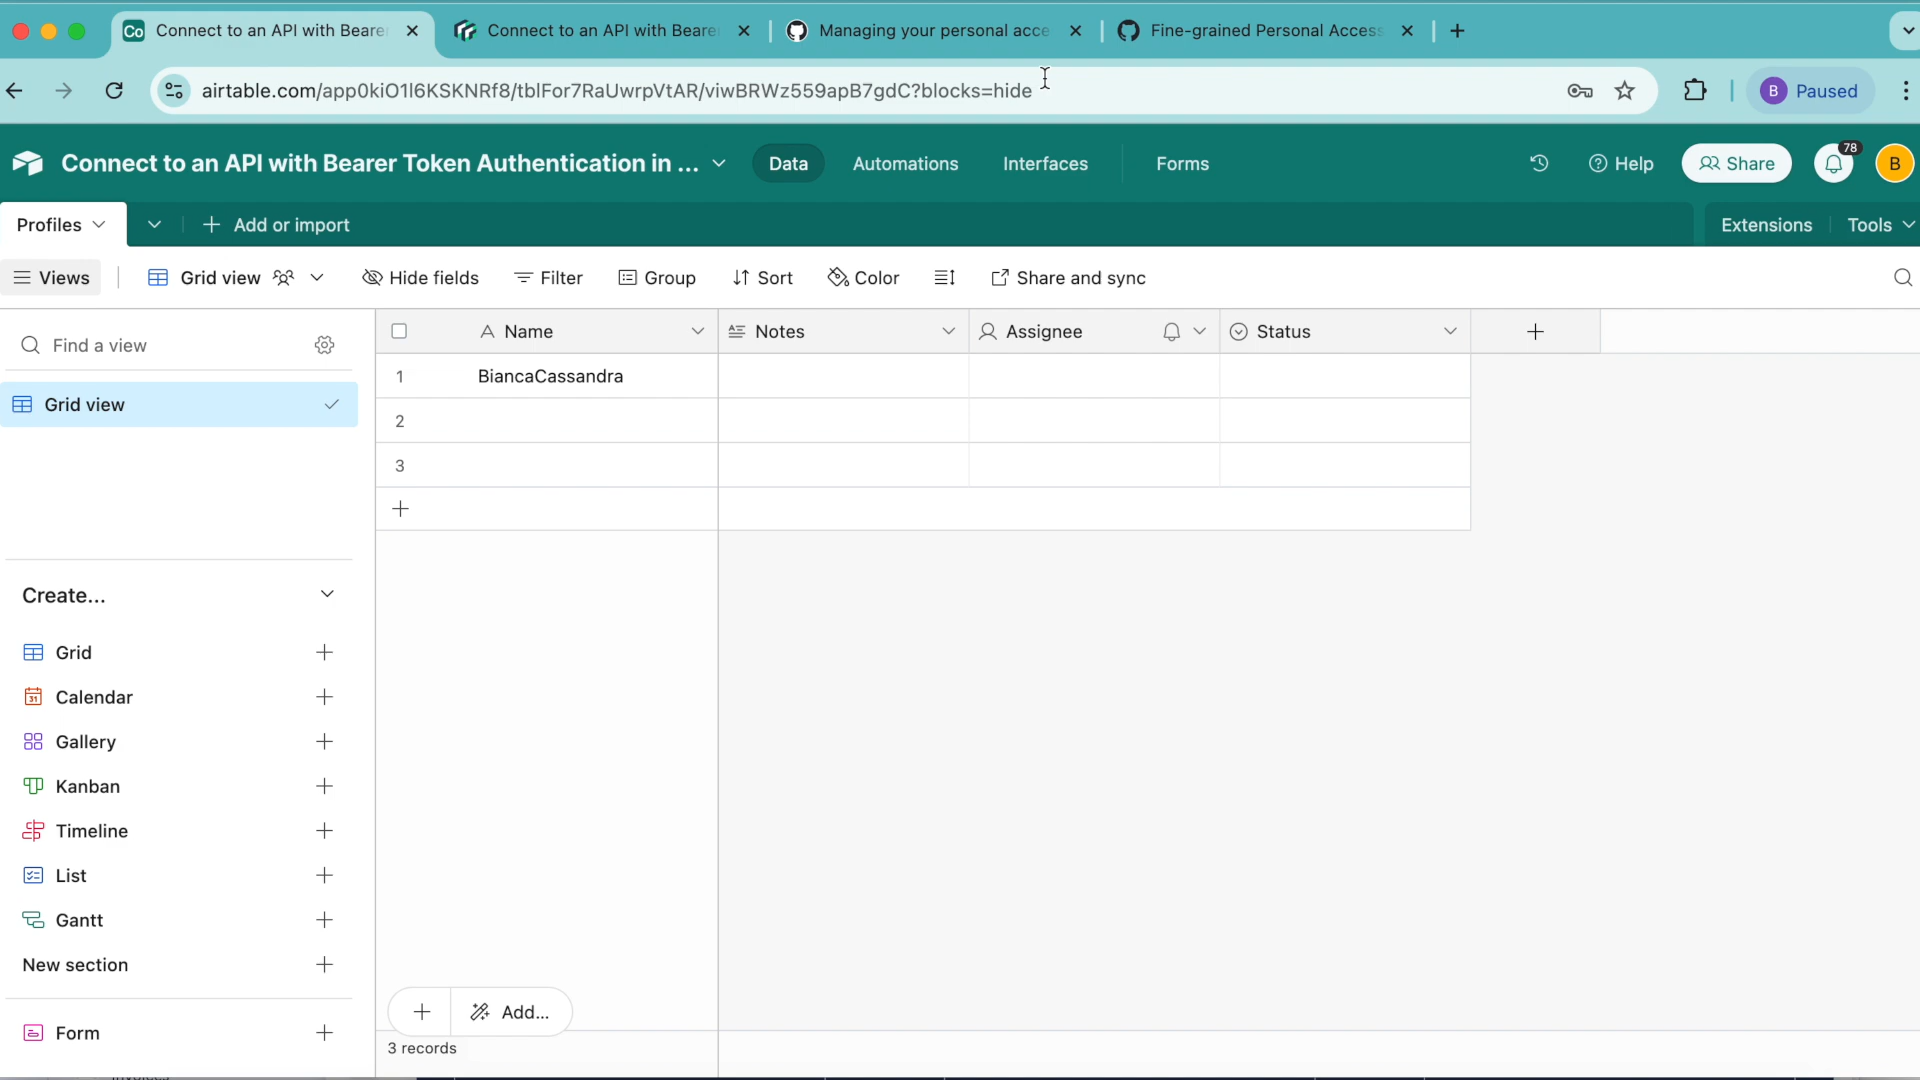 Co Connect to an API with Beare
Connect to an API with Beare
Managing your personal acce
Fine-grained Personal Access
airtable.com/app0kiO1l6KSKNRf8/tblFor7RaUwrpVtAR/viwBRWz559apB7gdC?blocks=hide
B Paused
Connect to an API with Bearer Token Authentication in ...
Data
Automations
Interfaces
Forms
Help
Share
78
B
Profiles
Add or import
Extensions
Tools
Views
Grid view
Hide fields
Filter
Group
Sort
Color
Share and sync
Find a view
Grid view
Name
Notes
Assignee
Status
1 BiancaCassandra
2
3
Create...
Grid
31 Calendar
Gallery
Kanban
Timeline
List
Gantt
New section
Form
Add...
3 records